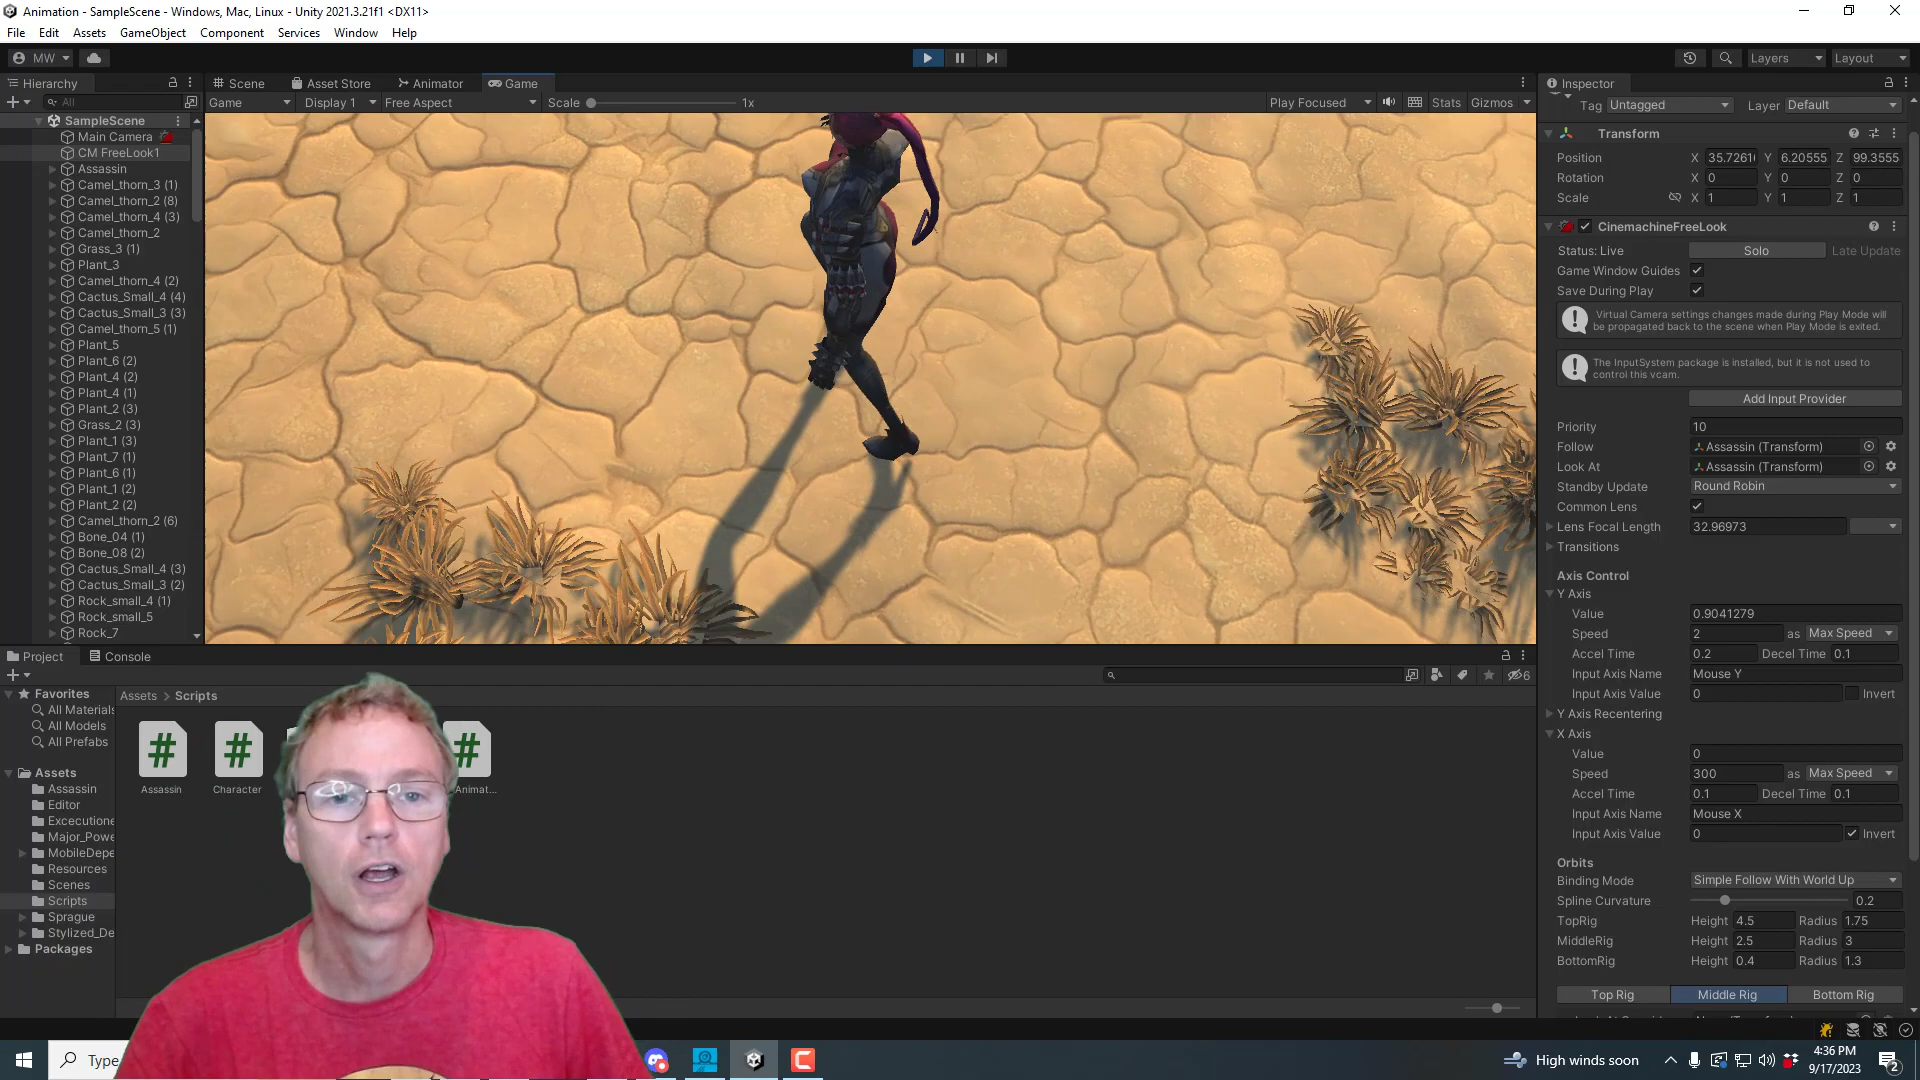 Animation - SampleScene - Windows, Mac, Linux - Unity 2021.3.21f1 <DX11>
File Edit Assets GameObject Component Services Window Help
MW Layers Layout
Hierarchy Scene Asset Store Animator Game Inspector
All Game Display 1 Free Aspect Scale 1x Play Focused Stats Gizmos Tag Untagged Layer Default
SampleScene
Main Camera
CM FreeLook1
Assassin
Camel_thorn_3 (1)
Camel_thorn_2 (8)
Camel_thorn_4 (3)
Camel_thorn_2
Grass_3 (1)
Plant_3
Camel_thorn_4 (2)
Cactus_Small_4 (4)
Cactus_Small_3 (3)
Camel_thorn_5 (1)
Plant_5
Plant_6 (2)
Plant_4 (2)
Plant_4 (1)
Plant_2 (3)
Grass_2 (3)
Plant_1 (3)
Plant_7 (1)
Plant_6 (1)
Plant_1 (2)
Plant_2 (2)
Camel_thorn_2 (6)
Bone_04 (1)
Bone_08 (2)
Cactus_Small_4 (3)
Cactus_Small_3 (2)
Rock_small_4 (1)
Rock_small_5
Rock_7
Transform
Position X 35.7261 Y 6.20555 Z 99.3555
Rotation X 0 Y 0 Z 0
Scale X 1 Y 1 Z 1
CinemachineFreeLook
Status: Live Solo Late Update
Game Window Guides
Save During Play
Virtual Camera settings changes made during Play Mode will
be propagated back to the scene when Play Mode is exited.
The InputSystem package is installed, but it is not used to
control this vcam.
Add Input Provider
Priority 10
Follow Assassin (Transform)
Look At Assassin (Transform)
Standby Update Round Robin
Common Lens
Lens Focal Length 32.96973
Transitions
Axis Control
Y Axis
Value 0.9041279
Speed 2 as Max Speed
Accel Time 0.2 Decel Time 0.1
Input Axis Name Mouse Y
Input Axis Value 0 Invert
Y Axis Recentering
X Axis
Value 0
Speed 300 as Max Speed
Accel Time 0.1 Decel Time 0.1
Input Axis Name Mouse X
Input Axis Value 0 Invert
Orbits
Binding Mode Simple Follow With World Up
Spline Curvature 0.2
TopRig Height 4.5 Radius 1.75
MiddleRig Height 2.5 Radius 3
BottomRig Height 0.4 Radius 1.3
Top Rig Middle Rig Bottom Rig
Project Console
6
Favorites
All Materials
All Models
All Prefabs
Assets
Assassin
Editor
Excecutione
Major_Powe
MobileDepe
Resources
Scenes
Scripts
Sprague
Stylized_De
Packages
Assets > Scripts
# # #
Assassin Character Animat...
Type
High winds soon
4:36 PM
9/17/2023
2